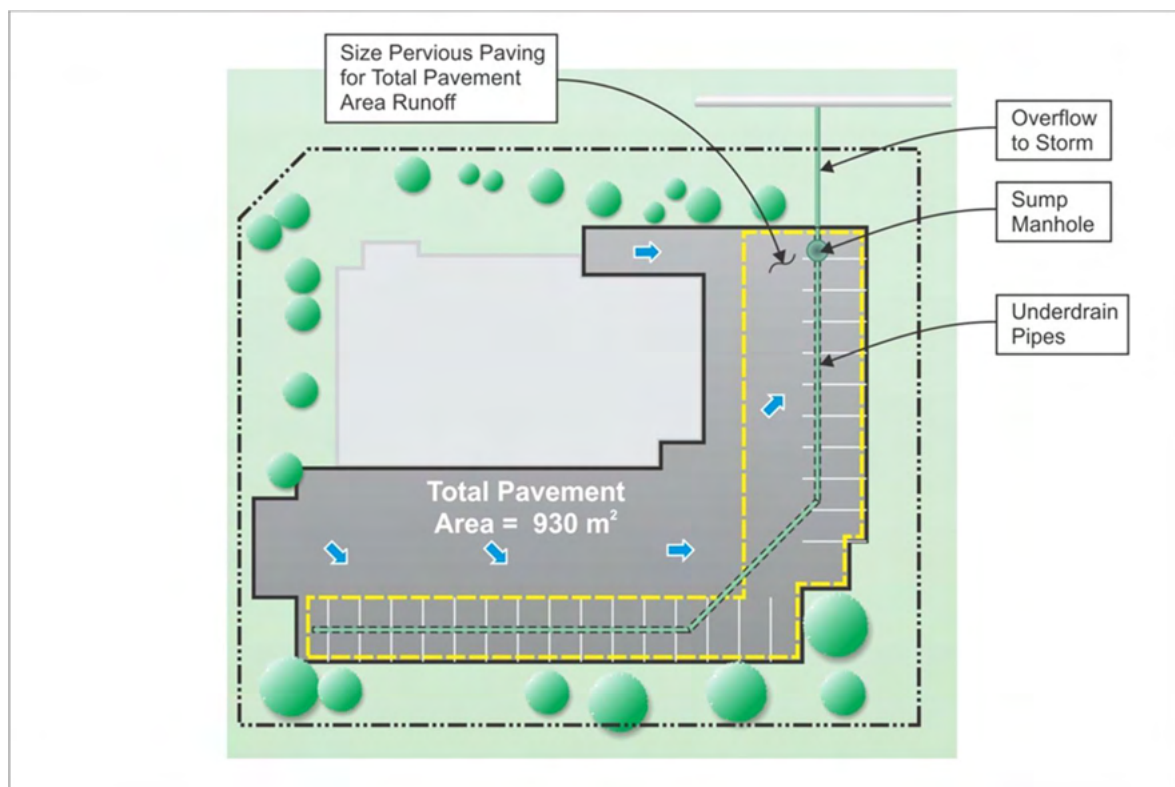 Size Pervious Paving
for Total Pavement
Area Runoff
Overflow
to Storm
Sump
Manhole
Underdrain
Pipes
Total Pavement
Area = 930 m²